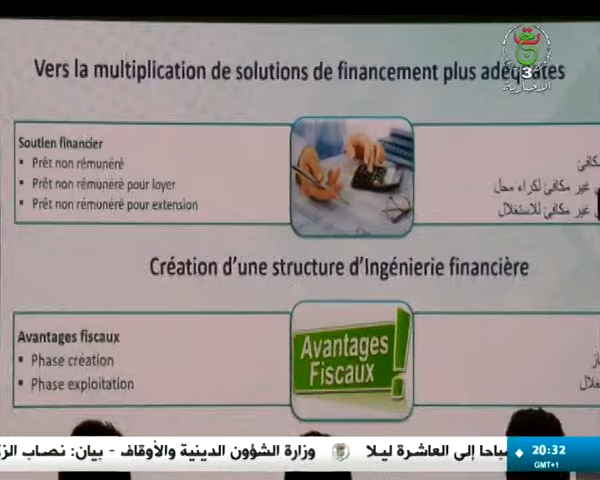 Vers la multiplication de solutions de financement plus adéquates
3
الإخبارية
Soutien financier
▪ Prêt non rémunéré
▪ Prêt non rémunéré pour loyer
▪ Prêt non rémunéré pour extension
مكافئ
غير مكافئ لكراء محل
غير مكافئ للاستغلال
Création d'une structure d'Ingénierie financière
Avantages fiscaux
▪ Phase création
▪ Phase exploitation
Avantages
Fiscaux
!
وزارة الشؤون الدينية والأوقاف - بيان: نصاب
إلى العاشرة ليلا
20:32
GMT+1